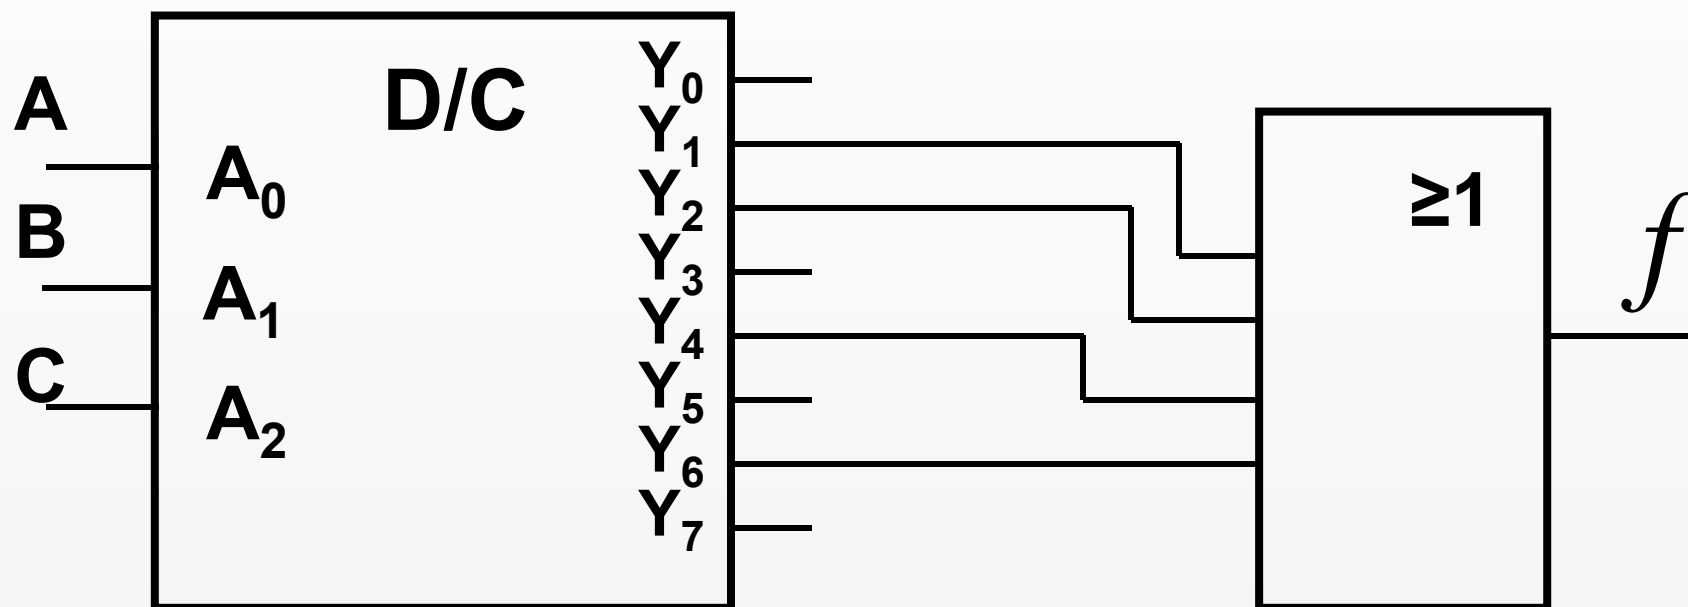 A
B
C
D/C
A₀
A₁
A₂
Y₀
Y₁
Y₂
Y₃
Y₄
Y₅
Y₆
Y₇
≥1
f